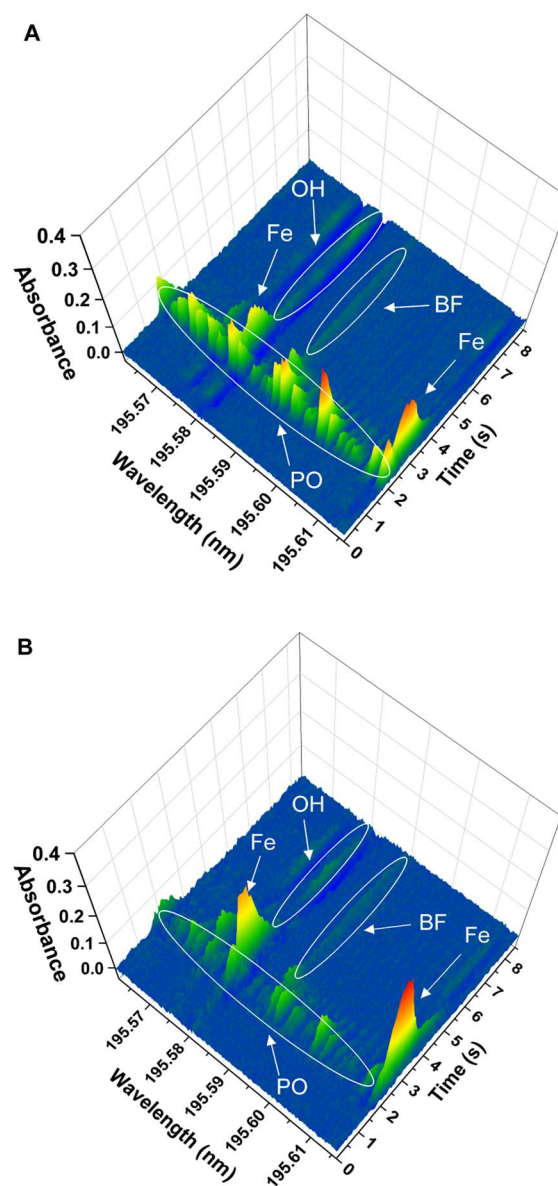 A
OH
Fe
BF
Fe
PO
0.4
0.3
0.2
0.1
0.0
Absorbance
195.57
195.58
195.59
195.60
195.61
Wavelength (nm)
0
1
2
3
4
5
6
7
8
Time (s)
B
OH
Fe
BF
Fe
PO
0.4
0.3
0.2
0.1
0.0
Absorbance
195.57
195.58
195.59
195.60
195.61
Wavelength (nm)
0
1
2
3
4
5
6
7
8
Time (s)